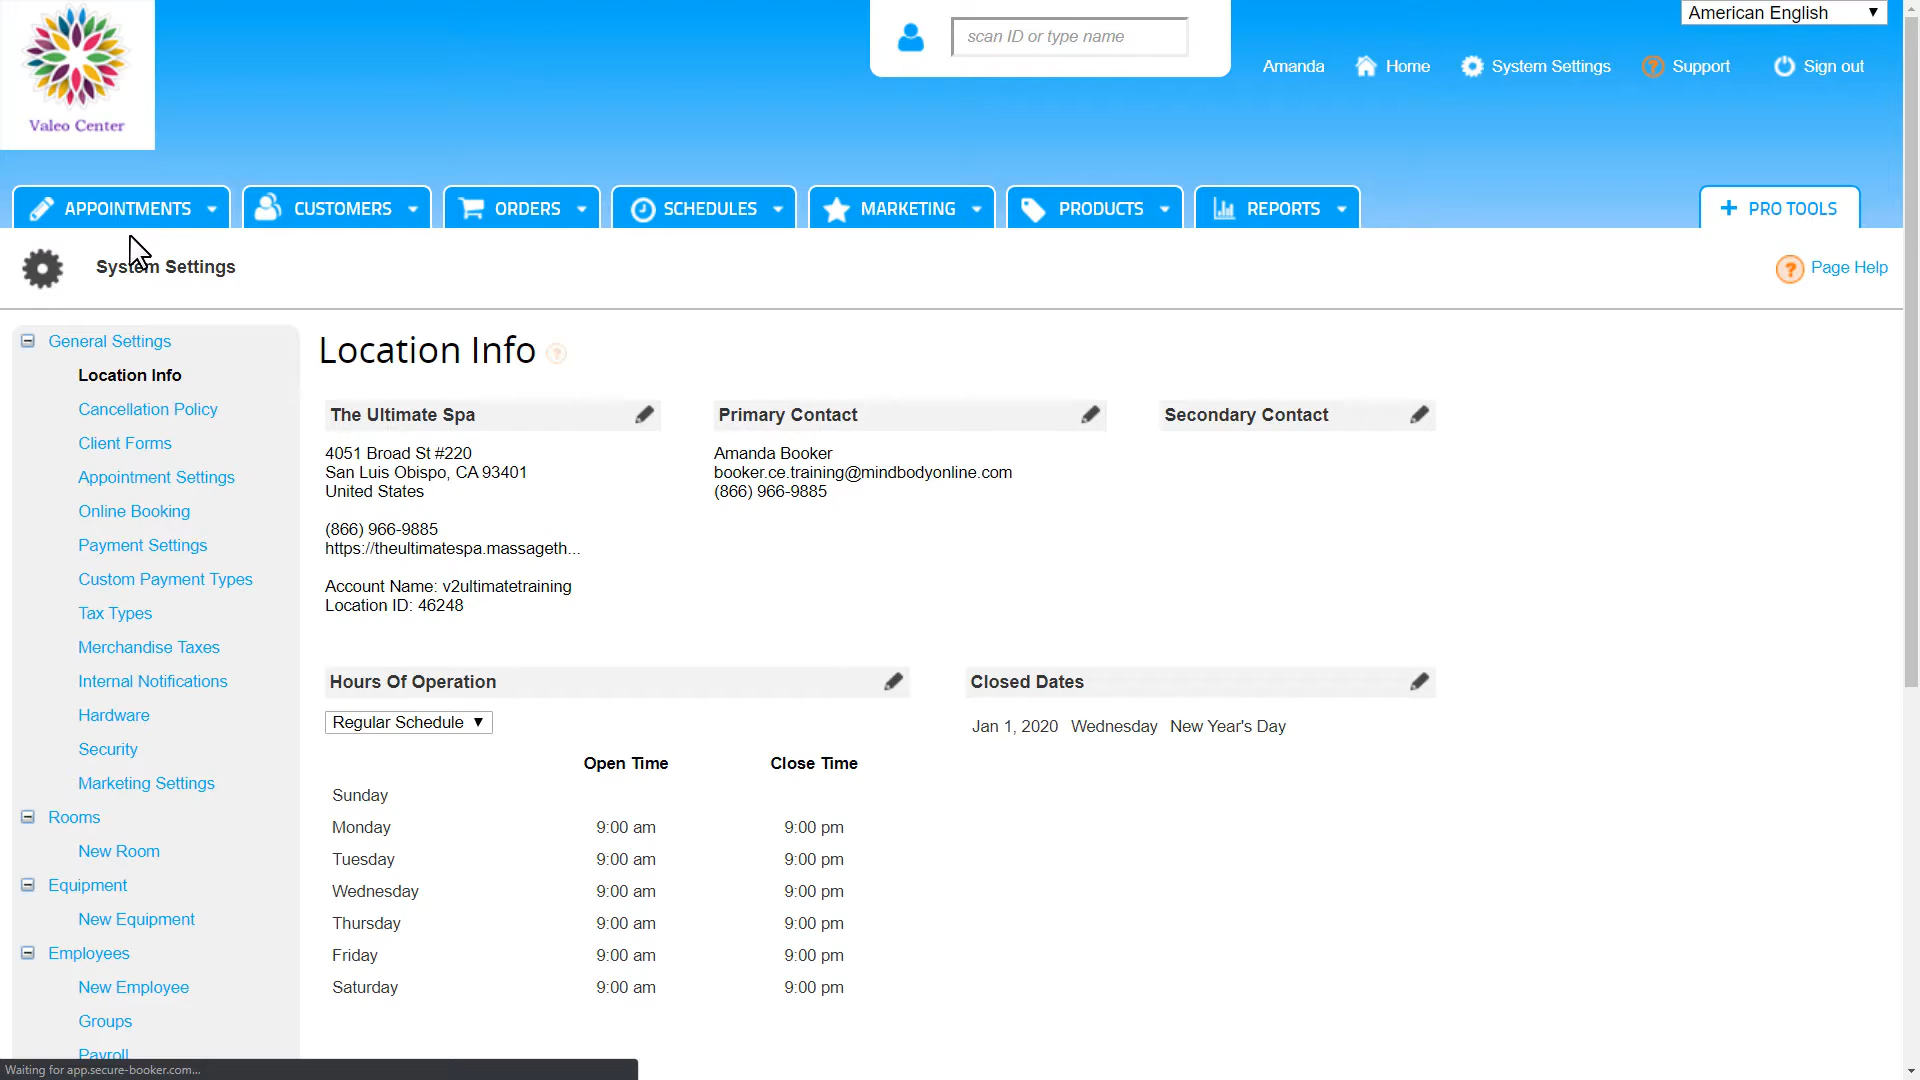 American English
scan ID or type name
Amanda Home System Settings Support Sign out
Valeo Center
APPOINTMENTS CUSTOMERS ORDERS SCHEDULES MARKETING PRODUCTS REPORTS PRO TOOLS
System Settings
Page Help
General Settings
Location Info
Cancellation Policy
Client Forms
Appointment Settings
Online Booking
Payment Settings
Custom Payment Types
Tax Types
Merchandise Taxes
Internal Notifications
Hardware
Security
Marketing Settings
Rooms
New Room
Equipment
New Equipment
Employees
New Employee
Groups
Payroll
Location Info
The Ultimate Spa
4051 Broad St #220
San Luis Obispo, CA 93401
United States
(866) 966-9885
https://theultimatespa.massageth...
Account Name: v2ultimatetraining
Location ID: 46248
Primary Contact
Amanda Booker
booker.ce.training@mindbodyonline.com
(866) 966-9885
Secondary Contact
Hours Of Operation
Regular Schedule
Open Time Close Time
Sunday
Monday 9:00 am 9:00 pm
Tuesday 9:00 am 9:00 pm
Wednesday 9:00 am 9:00 pm
Thursday 9:00 am 9:00 pm
Friday 9:00 am 9:00 pm
Saturday 9:00 am 9:00 pm
Closed Dates
Jan 1, 2020 Wednesday New Year's Day
Waiting for app.secure-booker.com...